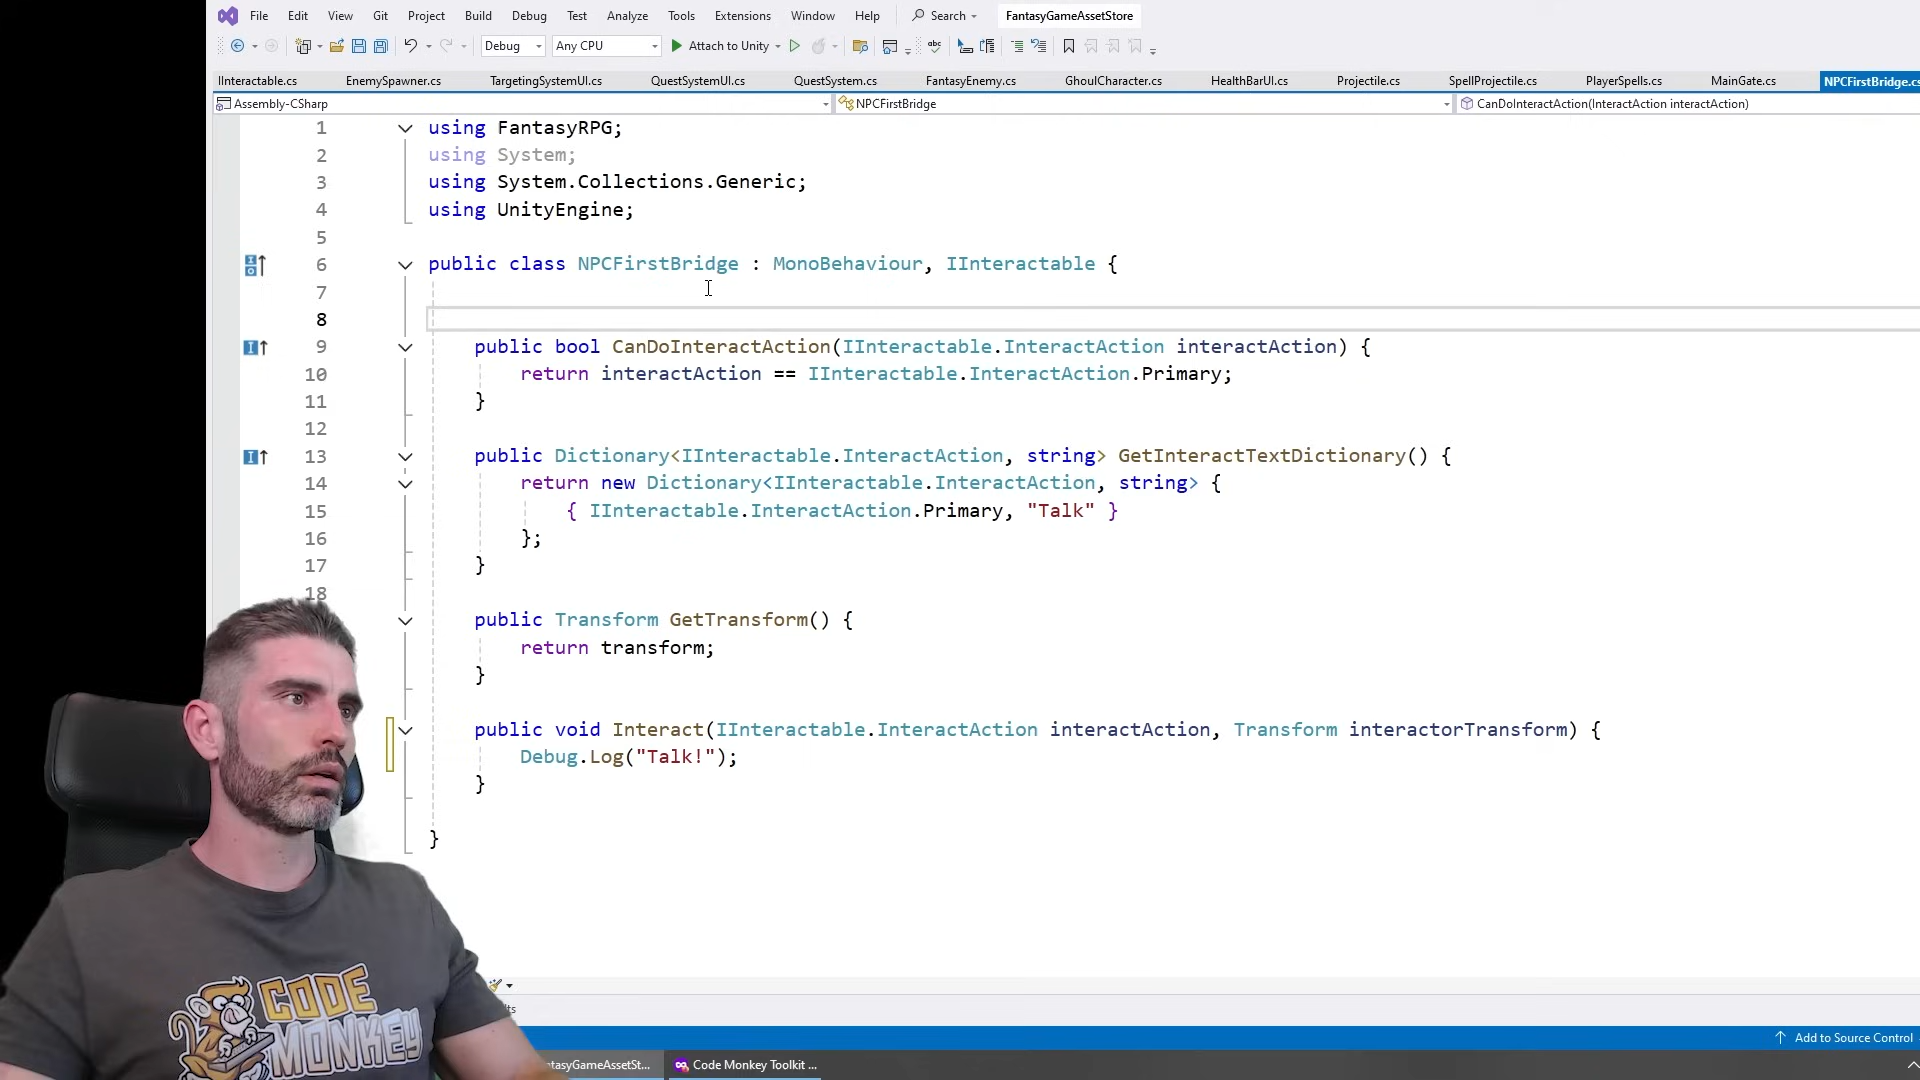 File Edit View Git Project Build Debug Test Analyze Tools Extensions Window Help Search FantasyGameAssetStore
Debug Any CPU Attach to Unity
IInteractable.cs EnemySpawner.cs TargetingSystemUI.cs QuestSystemUI.cs QuestSystem.cs FantasyEnemy.cs GhoulCharacter.cs HealthBarUI.cs Projectile.cs SpellProjectile.cs PlayerSpells.cs MainGate.cs NPCFirstBridge.cs
Assembly-CSharp NPCFirstBridge CanDoInteractAction(InteractAction interactAction)
1 using FantasyRPG;
2 using System;
3 using System.Collections.Generic;
4 using UnityEngine;
5
6 public class NPCFirstBridge : MonoBehaviour, IInteractable {
7
8
9 public bool CanDoInteractAction(IInteractable.InteractAction interactAction) {
10 return interactAction == IInteractable.InteractAction.Primary;
11 }
12
13 public Dictionary<IInteractable.InteractAction, string> GetInteractTextDictionary() {
14 return new Dictionary<IInteractable.InteractAction, string> {
15 { IInteractable.InteractAction.Primary, "Talk" }
16 };
17 }
18
public Transform GetTransform() {
return transform;
}
public void Interact(IInteractable.InteractAction interactAction, Transform interactorTransform) {
Debug.Log("Talk!");
}
}
CODE
MONKEY
Add to Source Control
Code Monkey Toolkit ...